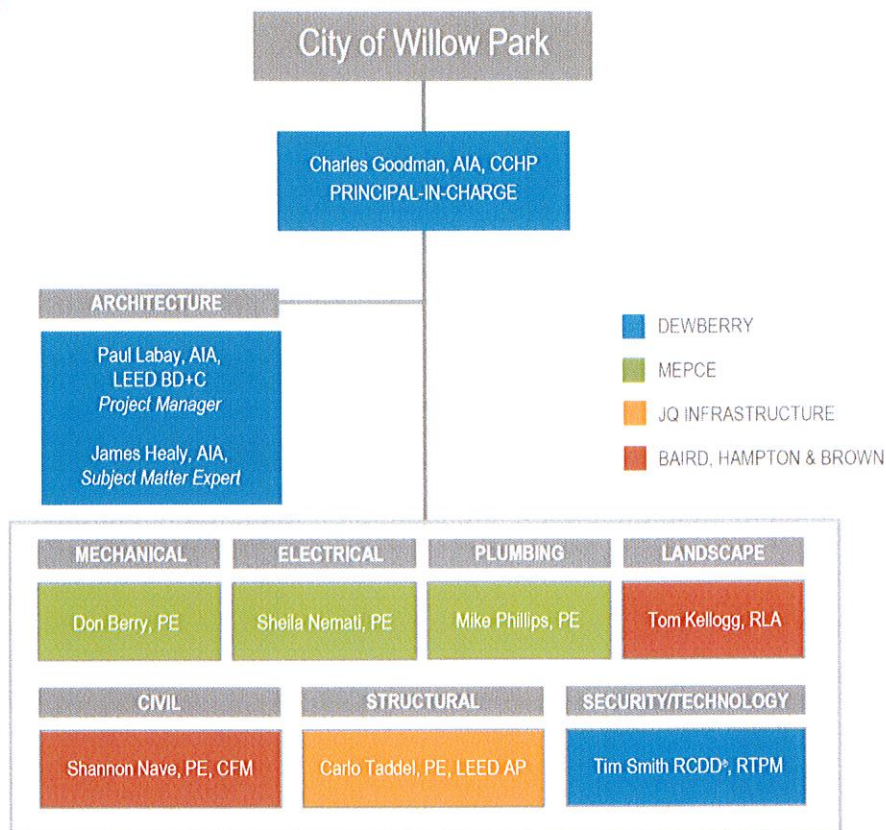 City of Willow Park
Charles Goodman, AIA, CCHP
PRINCIPAL-IN-CHARGE
ARCHITECTURE
Paul Labay, AIA,
LEED BD+C
Project Manager
James Healy, AIA,
Subject Matter Expert
DEWBERRY
MEPCE
JQ INFRASTRUCTURE
BAIRD, HAMPTON & BROWN
MECHANICAL
ELECTRICAL
PLUMBING
LANDSCAPE
Don Berry, PE
Sheila Nemati, PE
Mike Phillips, PE
Tom Kellogg, RLA
CIVIL
STRUCTURAL
SECURITY/TECHNOLOGY
Shannon Nave, PE, CFM
Carlo Taddei, PE, LEED AP
Tim Smith RCDD®, RTPM